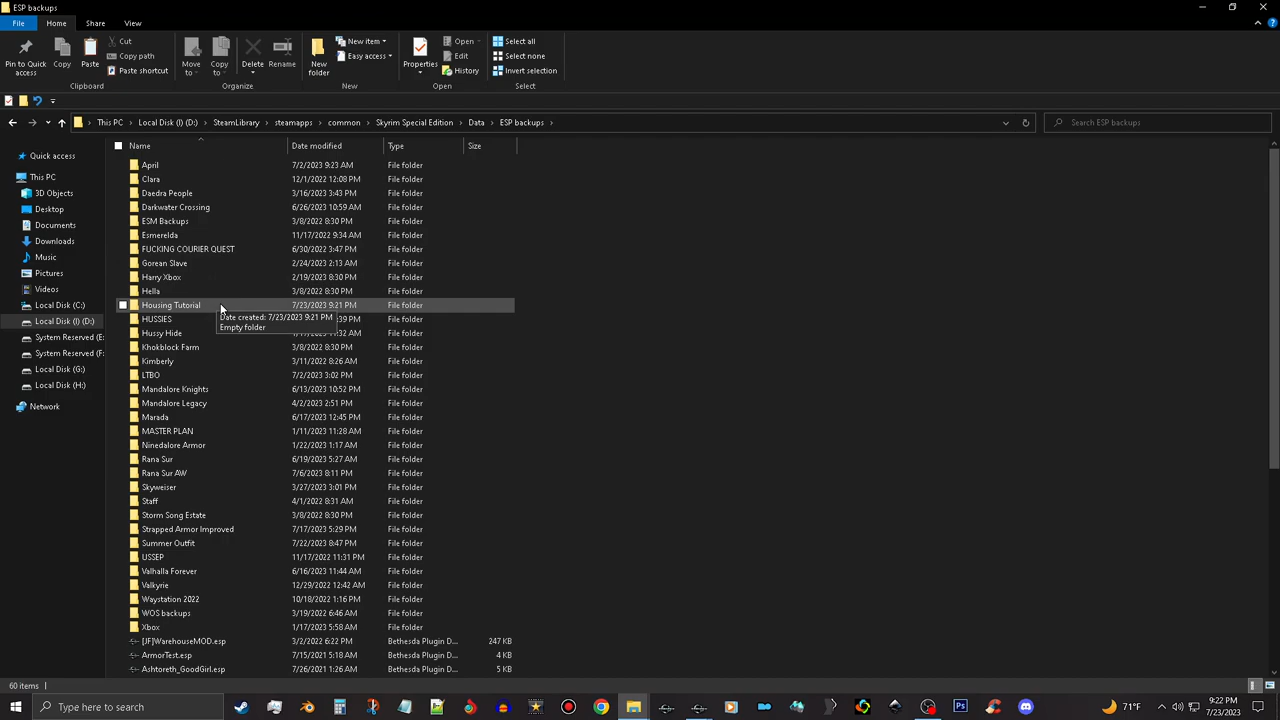 ESP backups
File Home Share View
Pin to Quick access
Copy
Paste
Cut
Copy path
Paste shortcut
Clipboard
Move to
Copy to
Delete
Rename
Organize
New folder
New item
Easy access
New
Properties
Open
Edit
History
Open
Select all
Select none
Invert selection
Select
This PC > Local Disk (I) (D:) > SteamLibrary > steamapps > common > Skyrim Special Edition > Data > ESP backups >
Search ESP backups
Quick access
This PC
3D Objects
Desktop
Documents
Downloads
Music
Pictures
Videos
Local Disk (C:)
Local Disk (I) (D:)
System Reserved (E:
System Reserved (F:
Local Disk (G:)
Local Disk (H:)
Network
Name Date modified Type Size
April 7/2/2023 9:23 AM File folder
Clara 12/1/2022 12:08 PM File folder
Daedra People 3/16/2023 3:43 PM File folder
Darkwater Crossing 6/26/2023 10:59 AM File folder
ESM Backups 3/8/2022 8:30 PM File folder
Esmerelda 11/17/2022 9:34 AM File folder
FUCKING COURIER QUEST 6/30/2022 3:47 PM File folder
Gorean Slave 2/24/2023 2:13 AM File folder
Harry Xbox 2/19/2023 8:30 PM File folder
Hella 3/8/2022 8:30 PM File folder
Housing Tutorial 7/23/2023 9:21 PM File folder
Date created: 7/23/2023 9:21 PM
Empty folder
HUSSIES :39 PM File folder
Hussy Hide :32 AM File folder
Khokblock Farm 3/8/2022 8:30 PM File folder
Kimberly 3/11/2022 8:26 AM File folder
LTBO 7/2/2023 3:02 PM File folder
Mandalore Knights 6/13/2023 10:52 PM File folder
Mandalore Legacy 4/2/2023 2:51 PM File folder
Marada 6/17/2023 12:45 PM File folder
MASTER PLAN 1/11/2023 11:28 AM File folder
Ninedalore Armor 1/22/2023 1:17 AM File folder
Rana Sur 6/19/2023 5:27 AM File folder
Rana Sur AW 7/6/2023 8:11 PM File folder
Skyweiser 3/27/2023 3:01 PM File folder
Staff 4/1/2022 8:31 AM File folder
Storm Song Estate 3/8/2022 8:30 PM File folder
Strapped Armor Improved 7/17/2023 5:29 PM File folder
Summer Outfit 7/22/2023 8:47 PM File folder
USSEP 11/17/2022 11:31 PM File folder
Valhalla Forever 6/16/2023 11:44 AM File folder
Valkyrie 12/29/2022 12:42 AM File folder
Waystation 2022 10/18/2022 1:16 PM File folder
WOS backups 3/19/2022 6:46 AM File folder
Xbox 1/17/2023 5:58 AM File folder
[JF]WarehouseMOD.esp 3/2/2022 6:22 PM Bethesda Plugin D... 247 KB
ArmorTest.esp 7/15/2021 5:18 AM Bethesda Plugin D... 4 KB
Ashtoreth_GoodGirl.esp 7/26/2021 1:26 AM Bethesda Plugin D... 5 KB
60 items
Type here to search
71°F
9:22 PM
7/23/2023